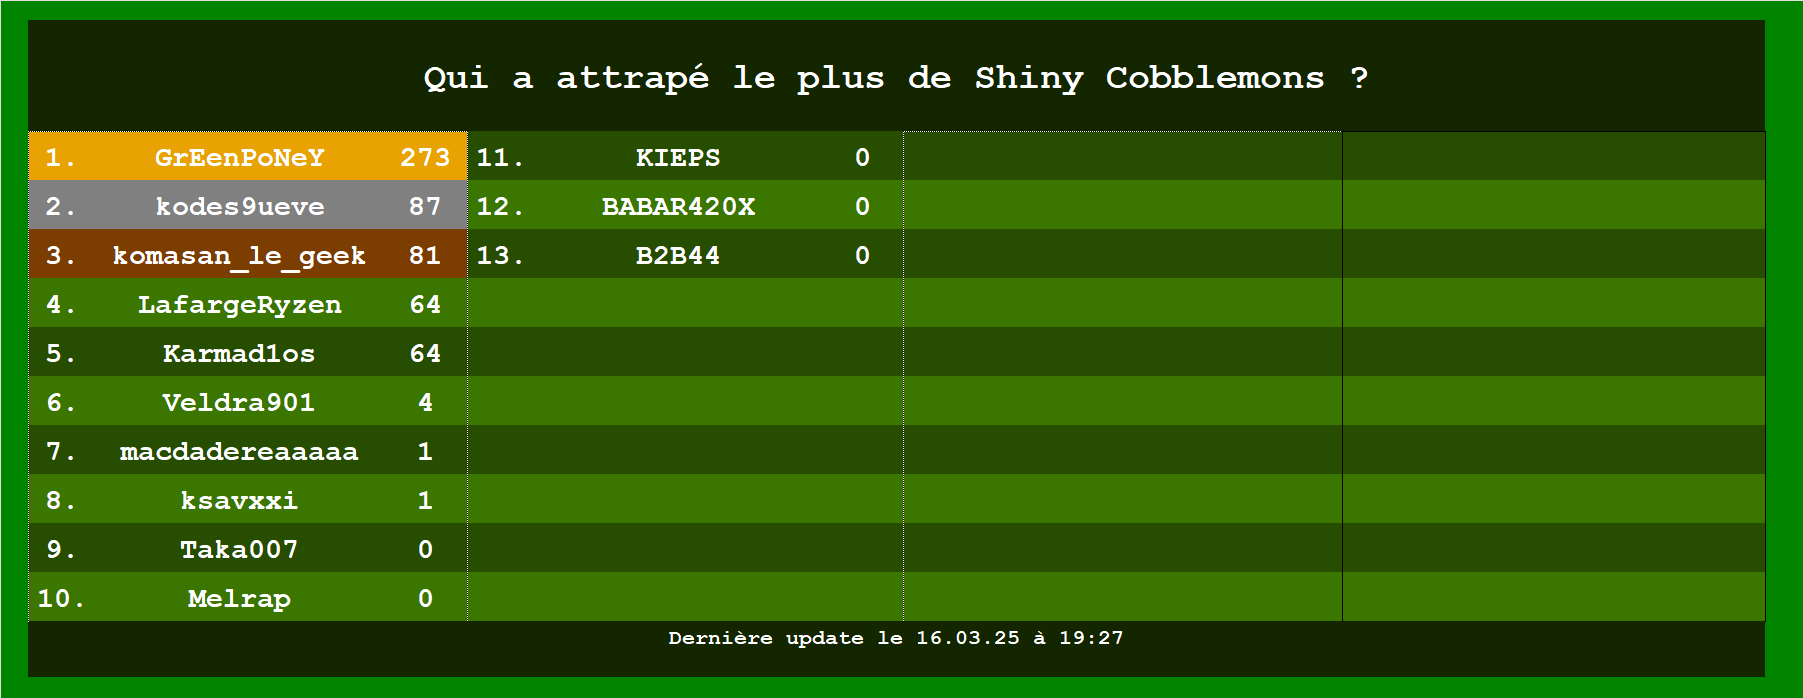 Qui a attrapé le plus de Shiny Cobblemons ?
1. GrEenPoNeY 273
2. kodes9ueve 87
3. komasan_le_geek 81
4. LafargeRyzen 64
5. Karmad1os 64
6. Veldra901 4
7. macdadereaaaaa 1
8. ksavxxi 1
9. Taka007 0
10. Melrap 0
11. KIEPS 0
12. BABAR420X 0
13. B2B44 0
Dernière update le 16.03.25 à 19:27